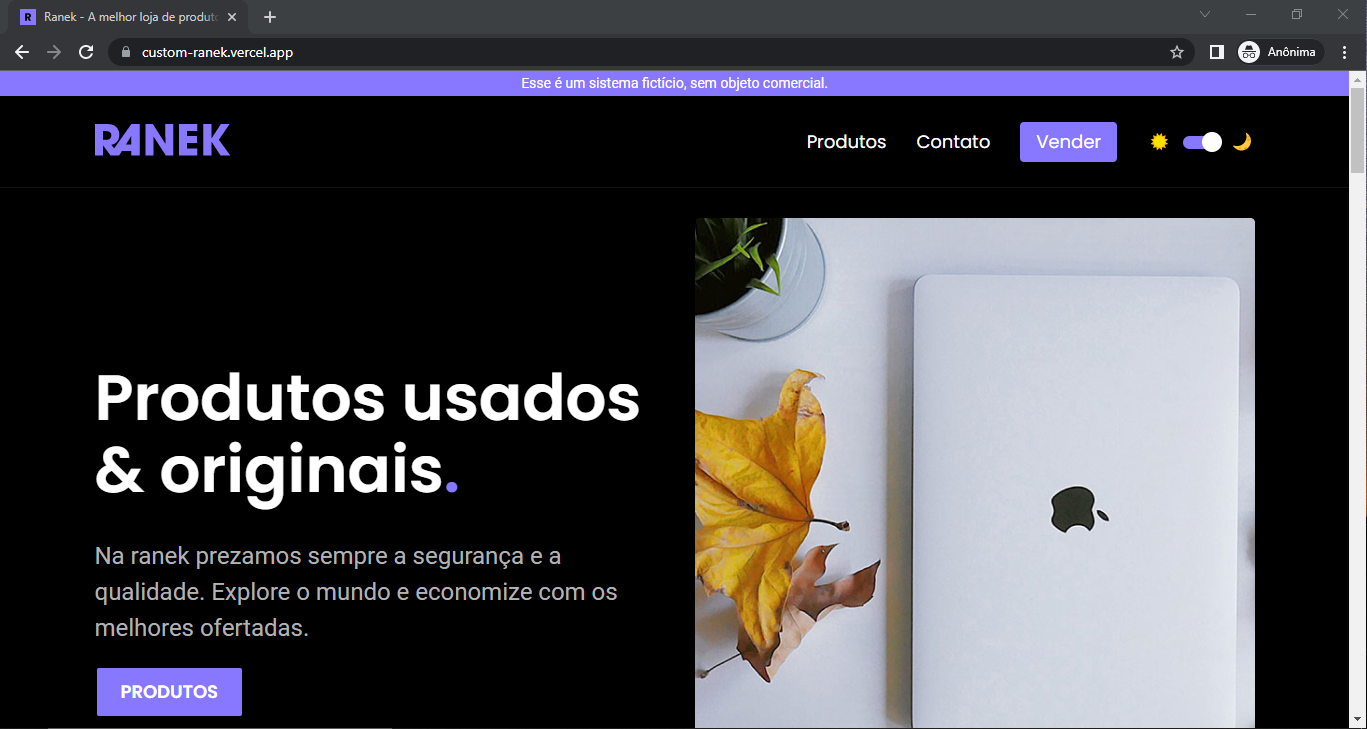 R Ranek - A melhor loja de produto
custom-ranek.vercel.app
Anônima
Esse é um sistema fictício, sem objeto comercial.
RANEK
Produtos
Contato
Vender
Produtos usados
& originais.
Na ranek prezamos sempre a segurança e a
qualidade. Explore o mundo e economize com os
melhores ofertadas.
PRODUTOS